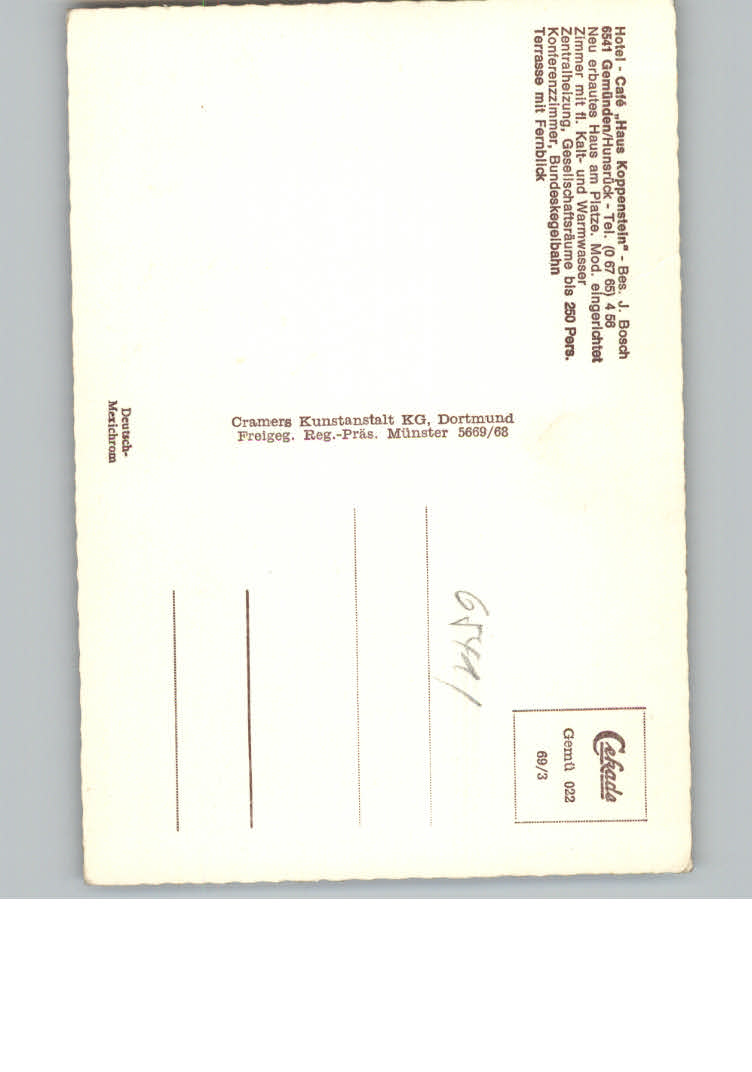 Hotel - Café „Haus Koppenstein" - Bes. J. Bosch
6541 Gemünden/Hunsrück - Tel. (0 67 65) 4 56
Neu erbautes Haus am Platze. Mod. eingerichtet
Zimmer mit fl. Kalt- und Warmwasser
Zentralheizung, Gesellschaftsräume bis 250 Pers.
Konferenzzimmer, Bundeskegelbahn
Terrasse mit Fernblick
Cramers Kunstanstalt KG, Dortmund
Freigeg. Reg.-Präs. Münster 5669/68
Deutsch-
Mexichrom
Cekade
Gemü 022
69/3
6541